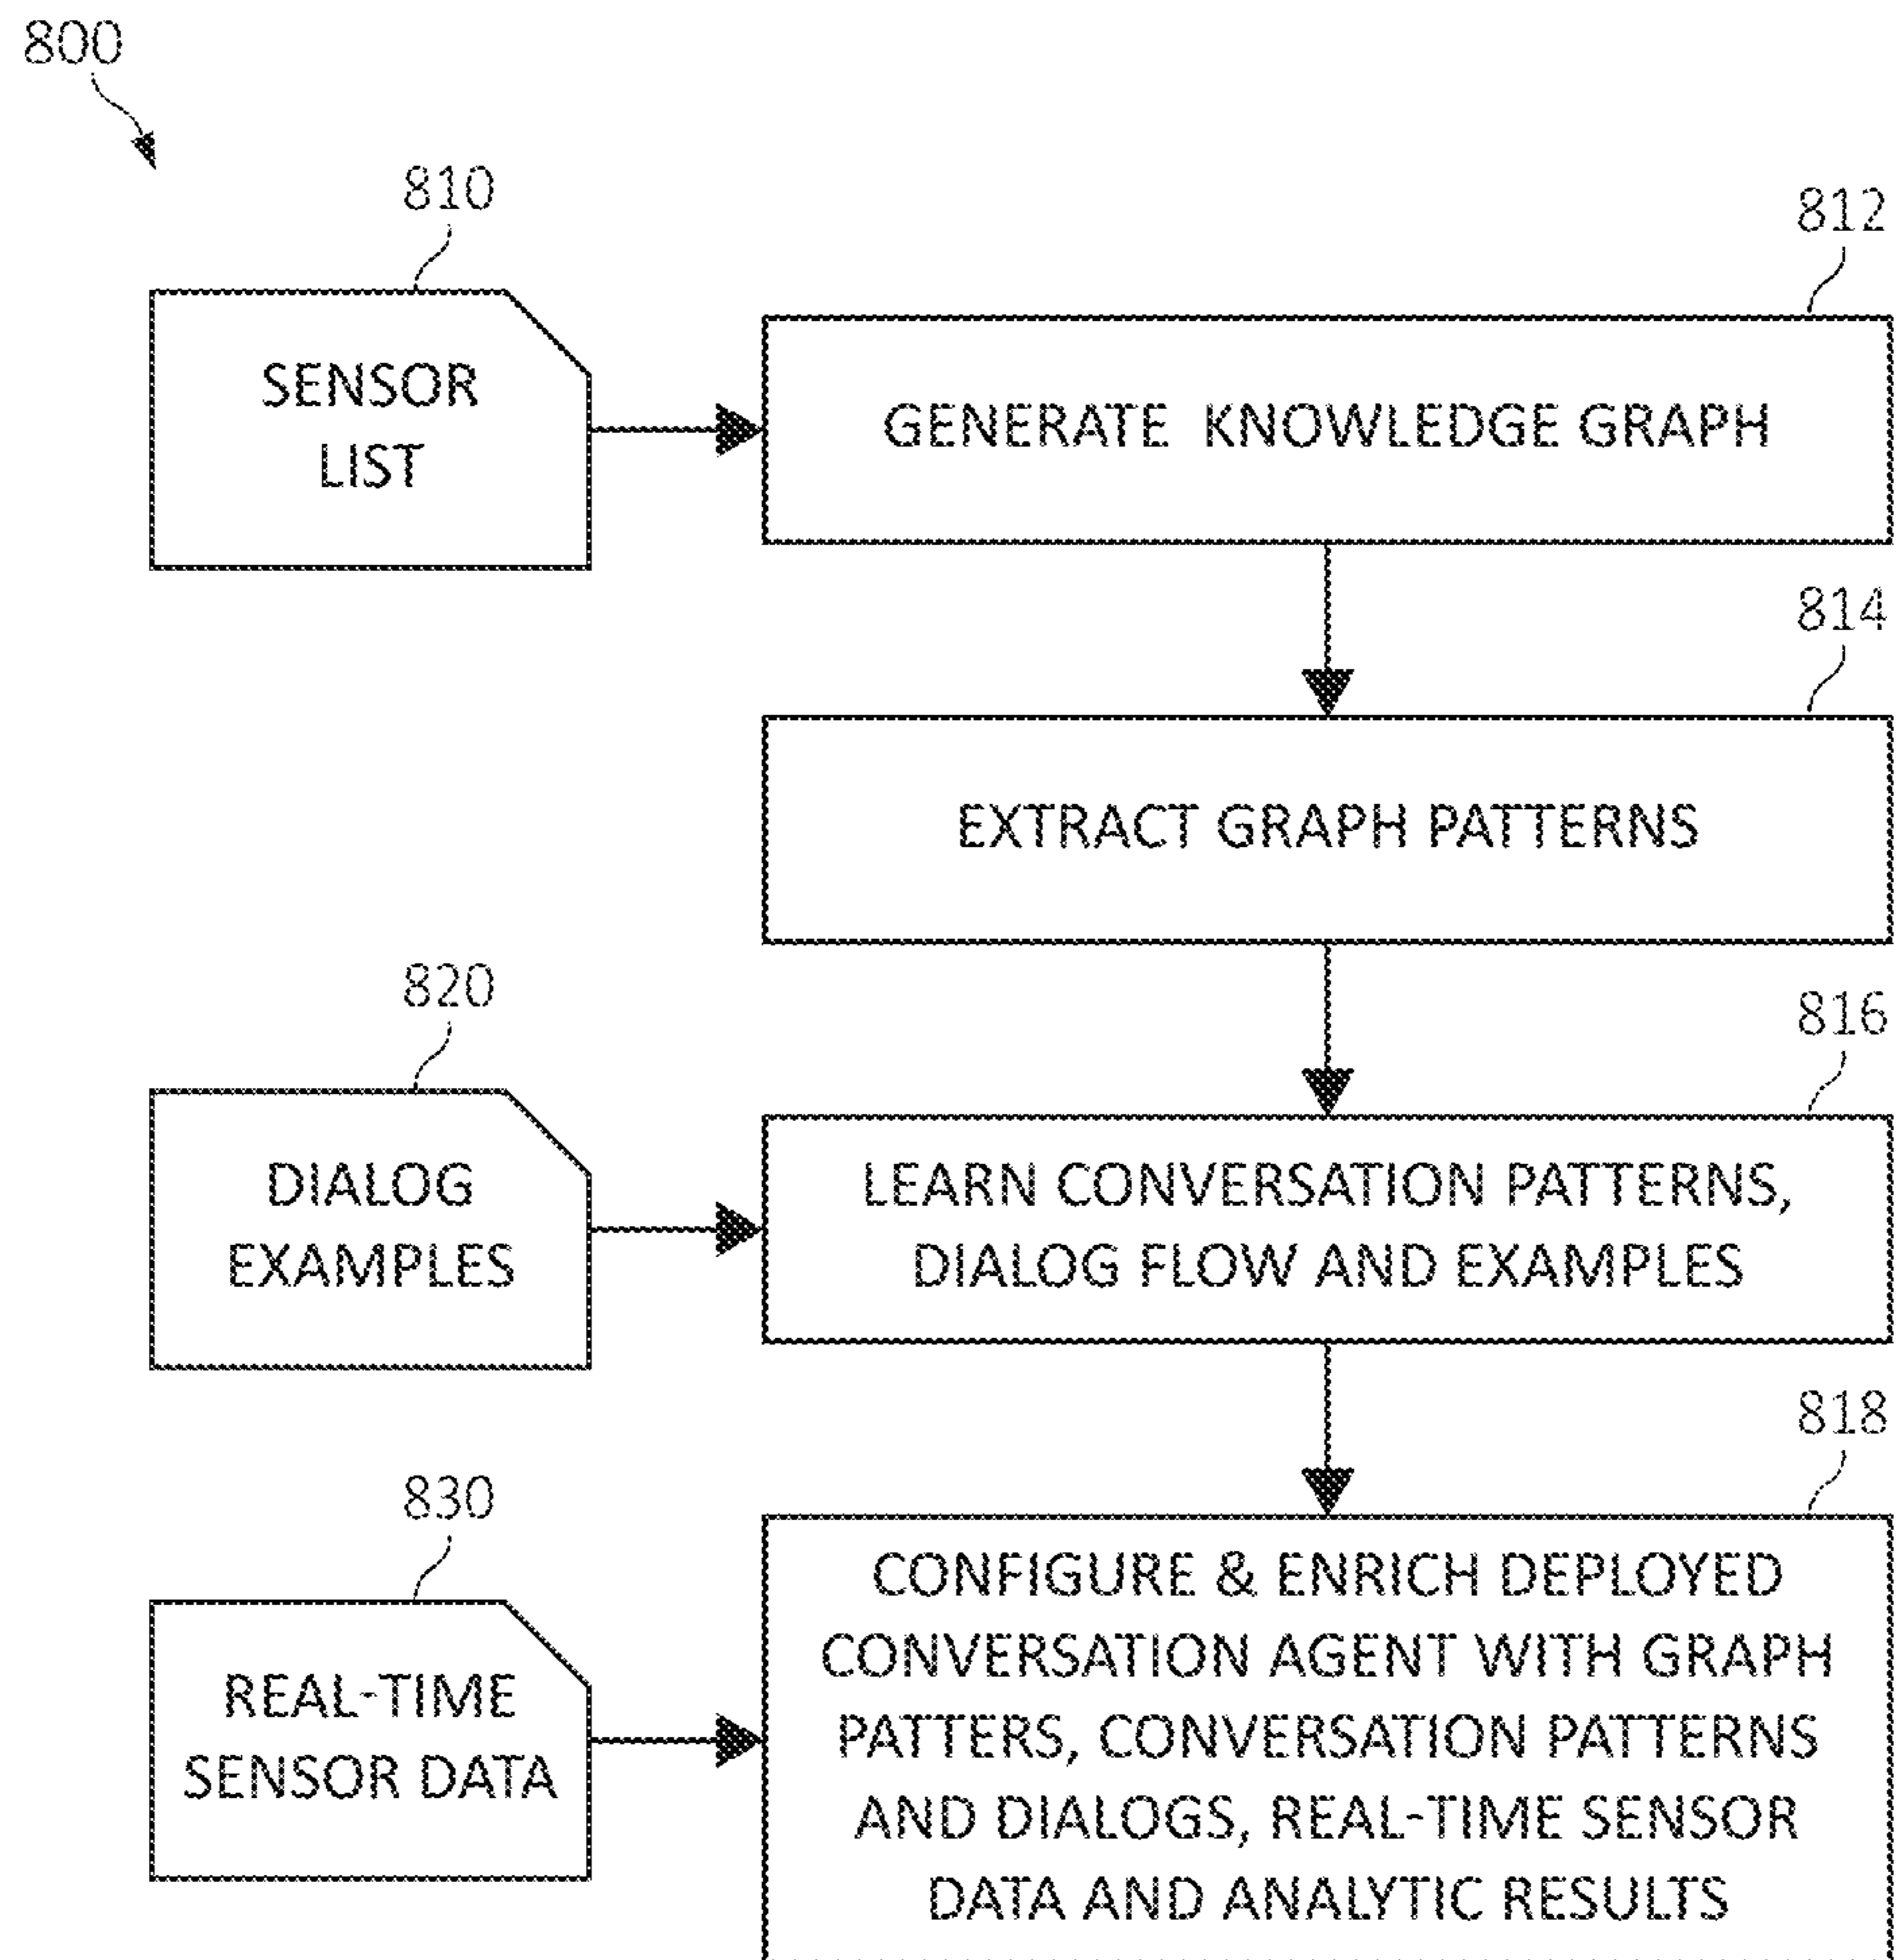 800
810
812
SENSOR
LIST
GENERATE KNOWLEDGE GRAPH
814
EXTRACT GRAPH PATTERNS
820
816
DIALOG
EXAMPLES
LEARN CONVERSATION PATTERNS,
DIALOG FLOW AND EXAMPLES
830
818
REAL-TIME
SENSOR DATA
CONFIGURE & ENRICH DEPLOYED
CONVERSATION AGENT WITH GRAPH
PATTERS, CONVERSATION PATTERNS
AND DIALOGS, REAL-TIME SENSOR
DATA AND ANALYTIC RESULTS